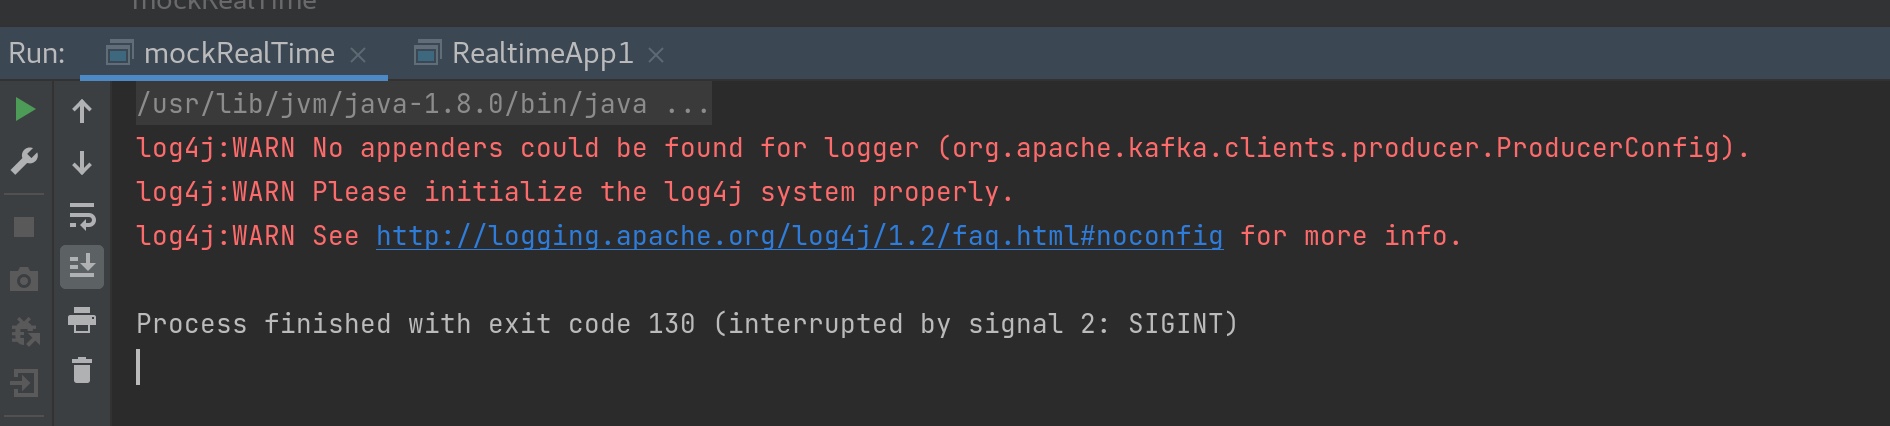 mockRealTime
Run: mockRealTime × RealtimeApp1 ×
/usr/lib/jvm/java-1.8.0/bin/java ...
log4j:WARN No appenders could be found for logger (org.apache.kafka.clients.producer.ProducerConfig).
log4j:WARN Please initialize the log4j system properly.
log4j:WARN See http://logging.apache.org/log4j/1.2/faq.html#noconfig for more info.
Process finished with exit code 130 (interrupted by signal 2: SIGINT)